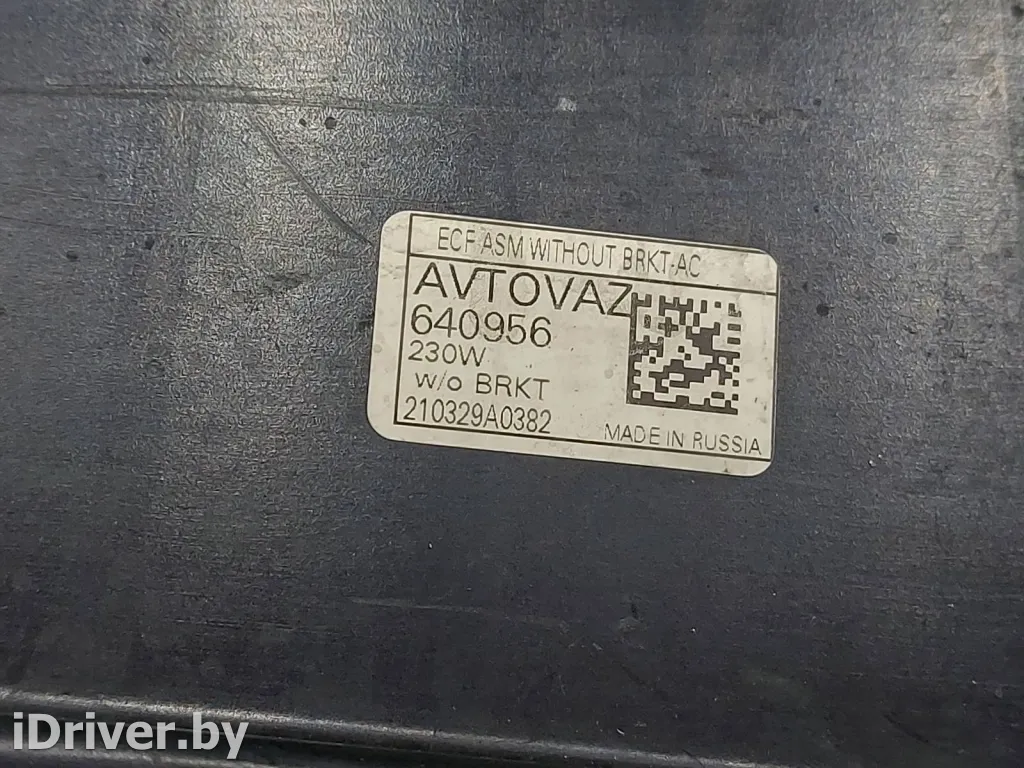 ECF ASM WITHOUT BRKT-AC
AVTOVAZ
640956
230W
w/o BRKT
210329A0382
MADE IN RUSSIA
iDriver.by